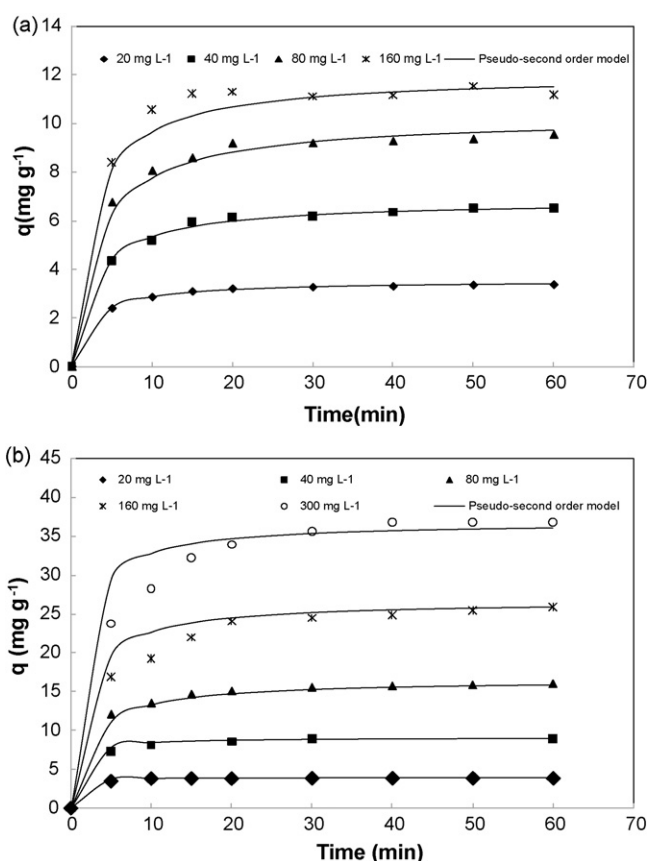 (a)
14
20 mg L-1 40 mg L-1 80 mg L-1 160 mg L-1 Pseudo-second order model
12
10
8
6
4
2
0
q(mg g⁻¹)
0 10 20 30 40 50 60 70
Time(min)
(b)
45
20 mg L-1 40 mg L-1 80 mg L-1
40
160 mg L-1 300 mg L-1 Pseudo-second order model
35
30
25
20
15
10
5
0
q (mg g⁻¹)
0 10 20 30 40 50 60 70
Time (min)